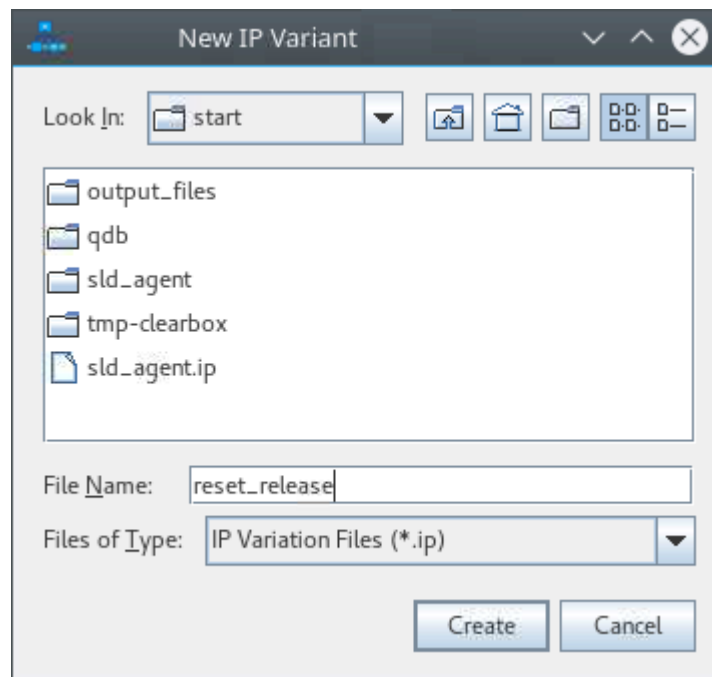 New IP Variant
Look In: start
output_files
qdb
sld_agent
tmp-clearbox
sld_agent.ip
File Name: reset_release
Files of Type: IP Variation Files (*.ip)
Create Cancel